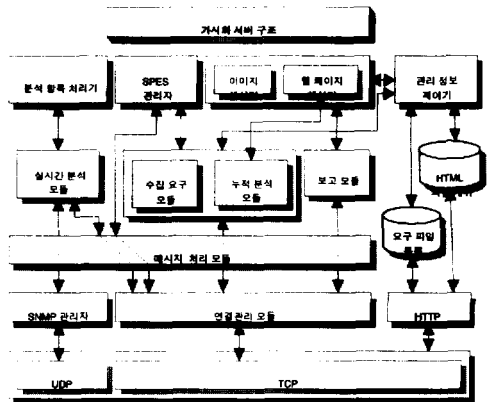 가시화 서버 구조
분석 항목 처리기
SPES
관리자
이미지
웹 페이지
관리 정보
제어기
실시간 분석
모듈
수집 요구
모듈
누적 분석
모듈
보고 모듈
HTML
요구 파일
메시지 처리 모듈
SNMP 관리자
연결관리 모듈
HTTP
UDP
TCP